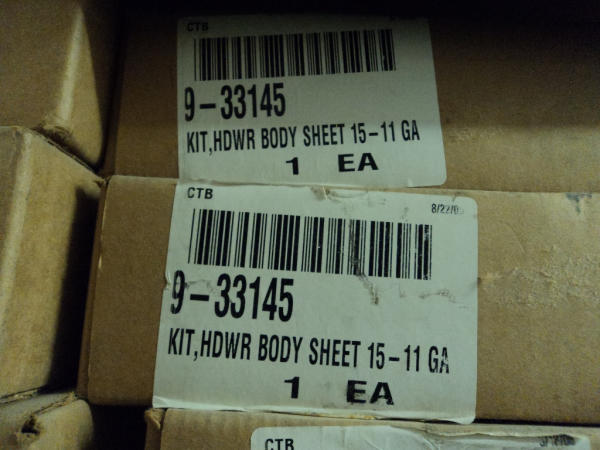 CTB
9-33145
KIT,HDWR BODY SHEET 15-11 GA
1 EA
CTB
9-33145
KIT,HDWR BODY SHEET 15-11 GA
1 EA
CTB